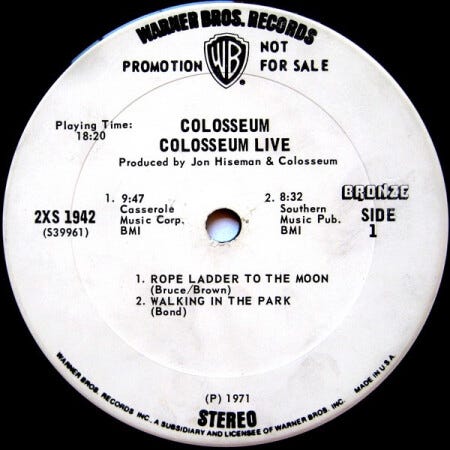 WARNER BROS. RECORDS
PROMOTION WB NOT FOR SALE
®
Playing Time:
18:20
COLOSSEUM
COLOSSEUM LIVE
Produced by Jon Hiseman & Colosseum
1. 9:47
Casserole
Music Corp.
BMI
2. 8:32
Southern
Music Pub.
BMI
BRONZE
SIDE
1
2XS 1942
(S39961)
1. ROPE LADDER TO THE MOON
(Bruce/Brown)
2. WALKING IN THE PARK
(Bond)
(P) 1971
STEREO
WARNER BROS. RECORDS INC. A SUBSIDIARY AND LICENSEE OF WARNER BROS. INC. MADE IN U.S.A.